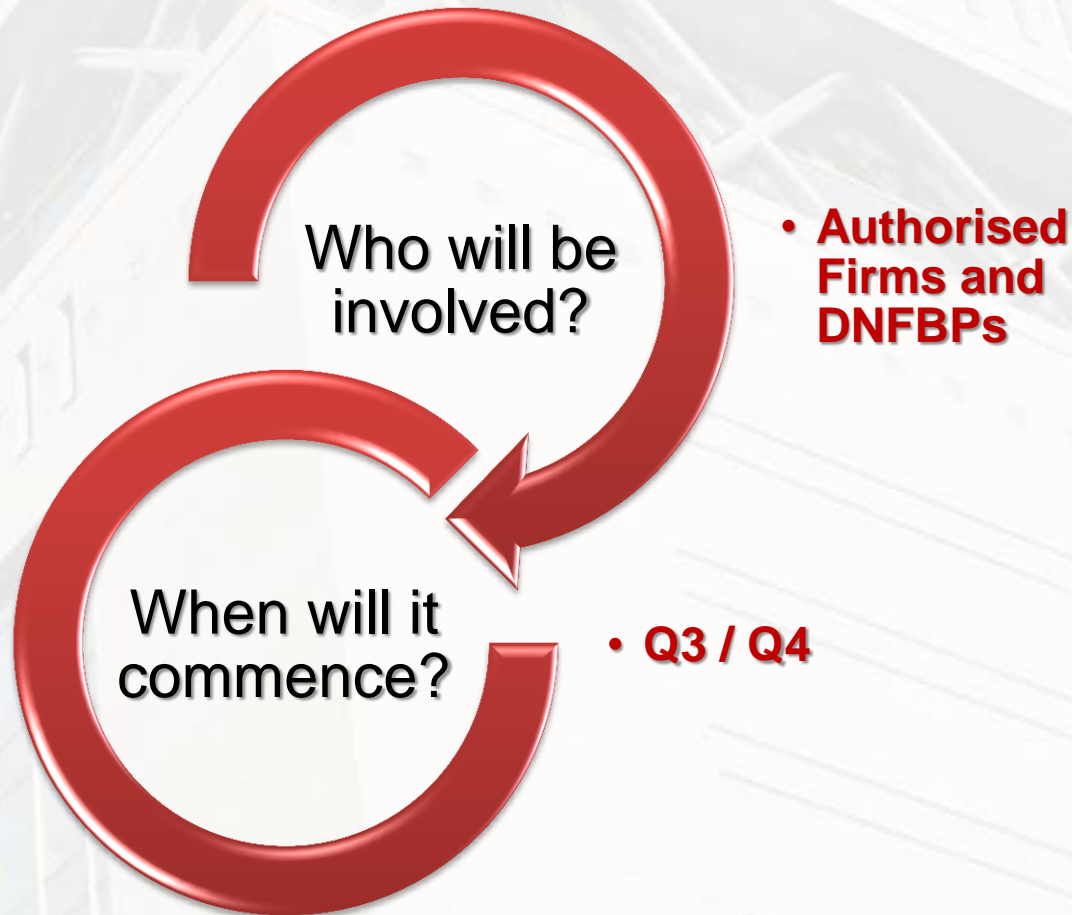 Who will be
involved?
• Authorised
Firms and
DNFBPs
When will it
commence?
• Q3 / Q4